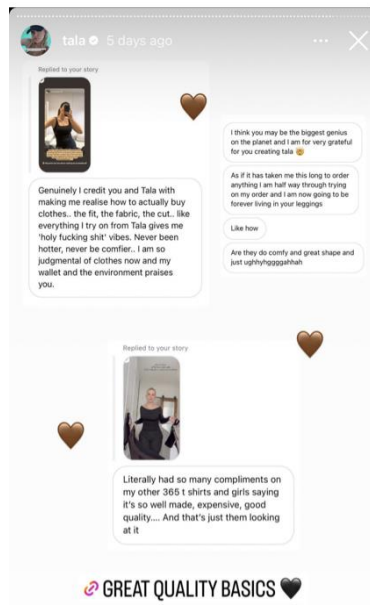 tala 5 days ago
Replied to your story
Genuinely I credit you and Tala with
making me realise how to actually buy
clothes.. the fit, the fabric, the cut.. like
everything I try on from Tala gives me
'holy fucking shit' vibes. Never been
hotter, never be comfier.. I am so
judgmental of clothes now and my
wallet and the environment praises
you.
I think you may be the biggest genius
on the planet and I am for very grateful
for you creating tala 🤓
As if it has taken me this long to order
anything I am half way through trying
on my order and I am now going to be
forever living in your leggings
Like how
Are they do comfy and great shape and
just ughhyhggggahhah
Replied to your story
Literally had so many compliments on
my other 365 t shirts and girls saying
it's so well made, expensive, good
quality.... And that's just them looking
at it
GREAT QUALITY BASICS 🖤